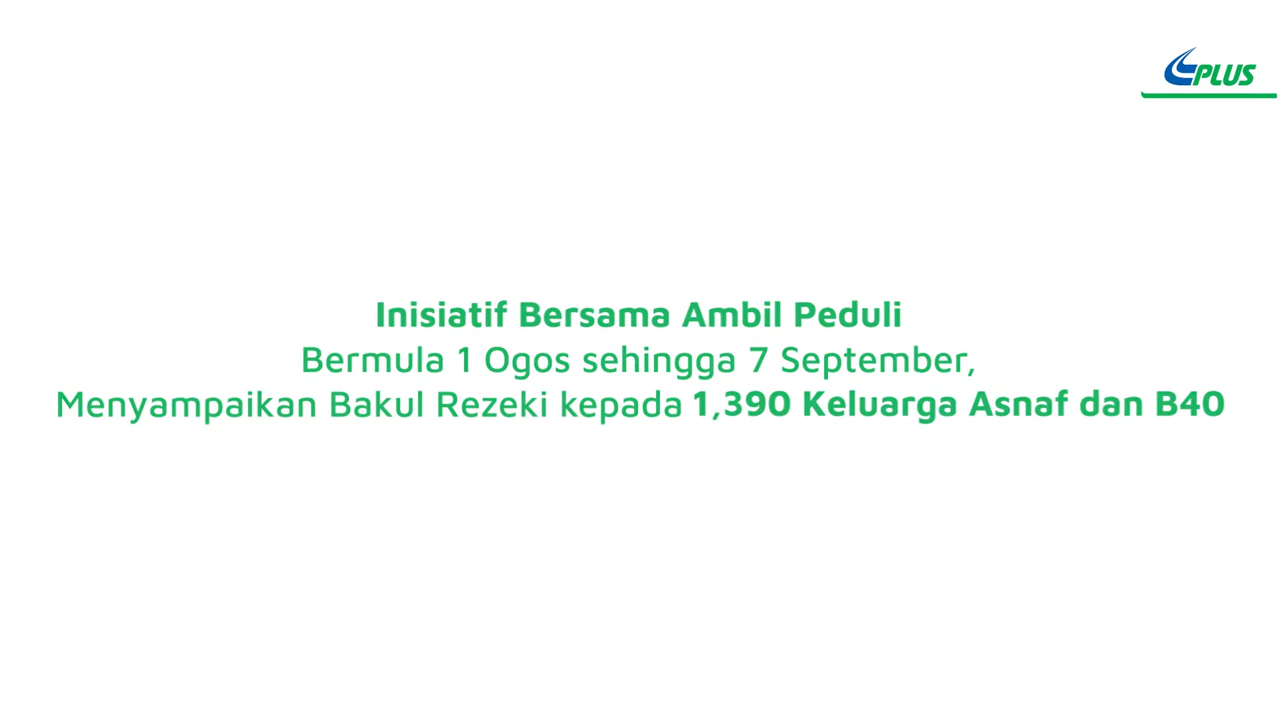 PLUS
Inisiatif Bersama Ambil Peduli
Bermula 1 Ogos sehingga 7 September,
Menyampaikan Bakul Rezeki kepada 1,390 Keluarga Asnaf dan B40